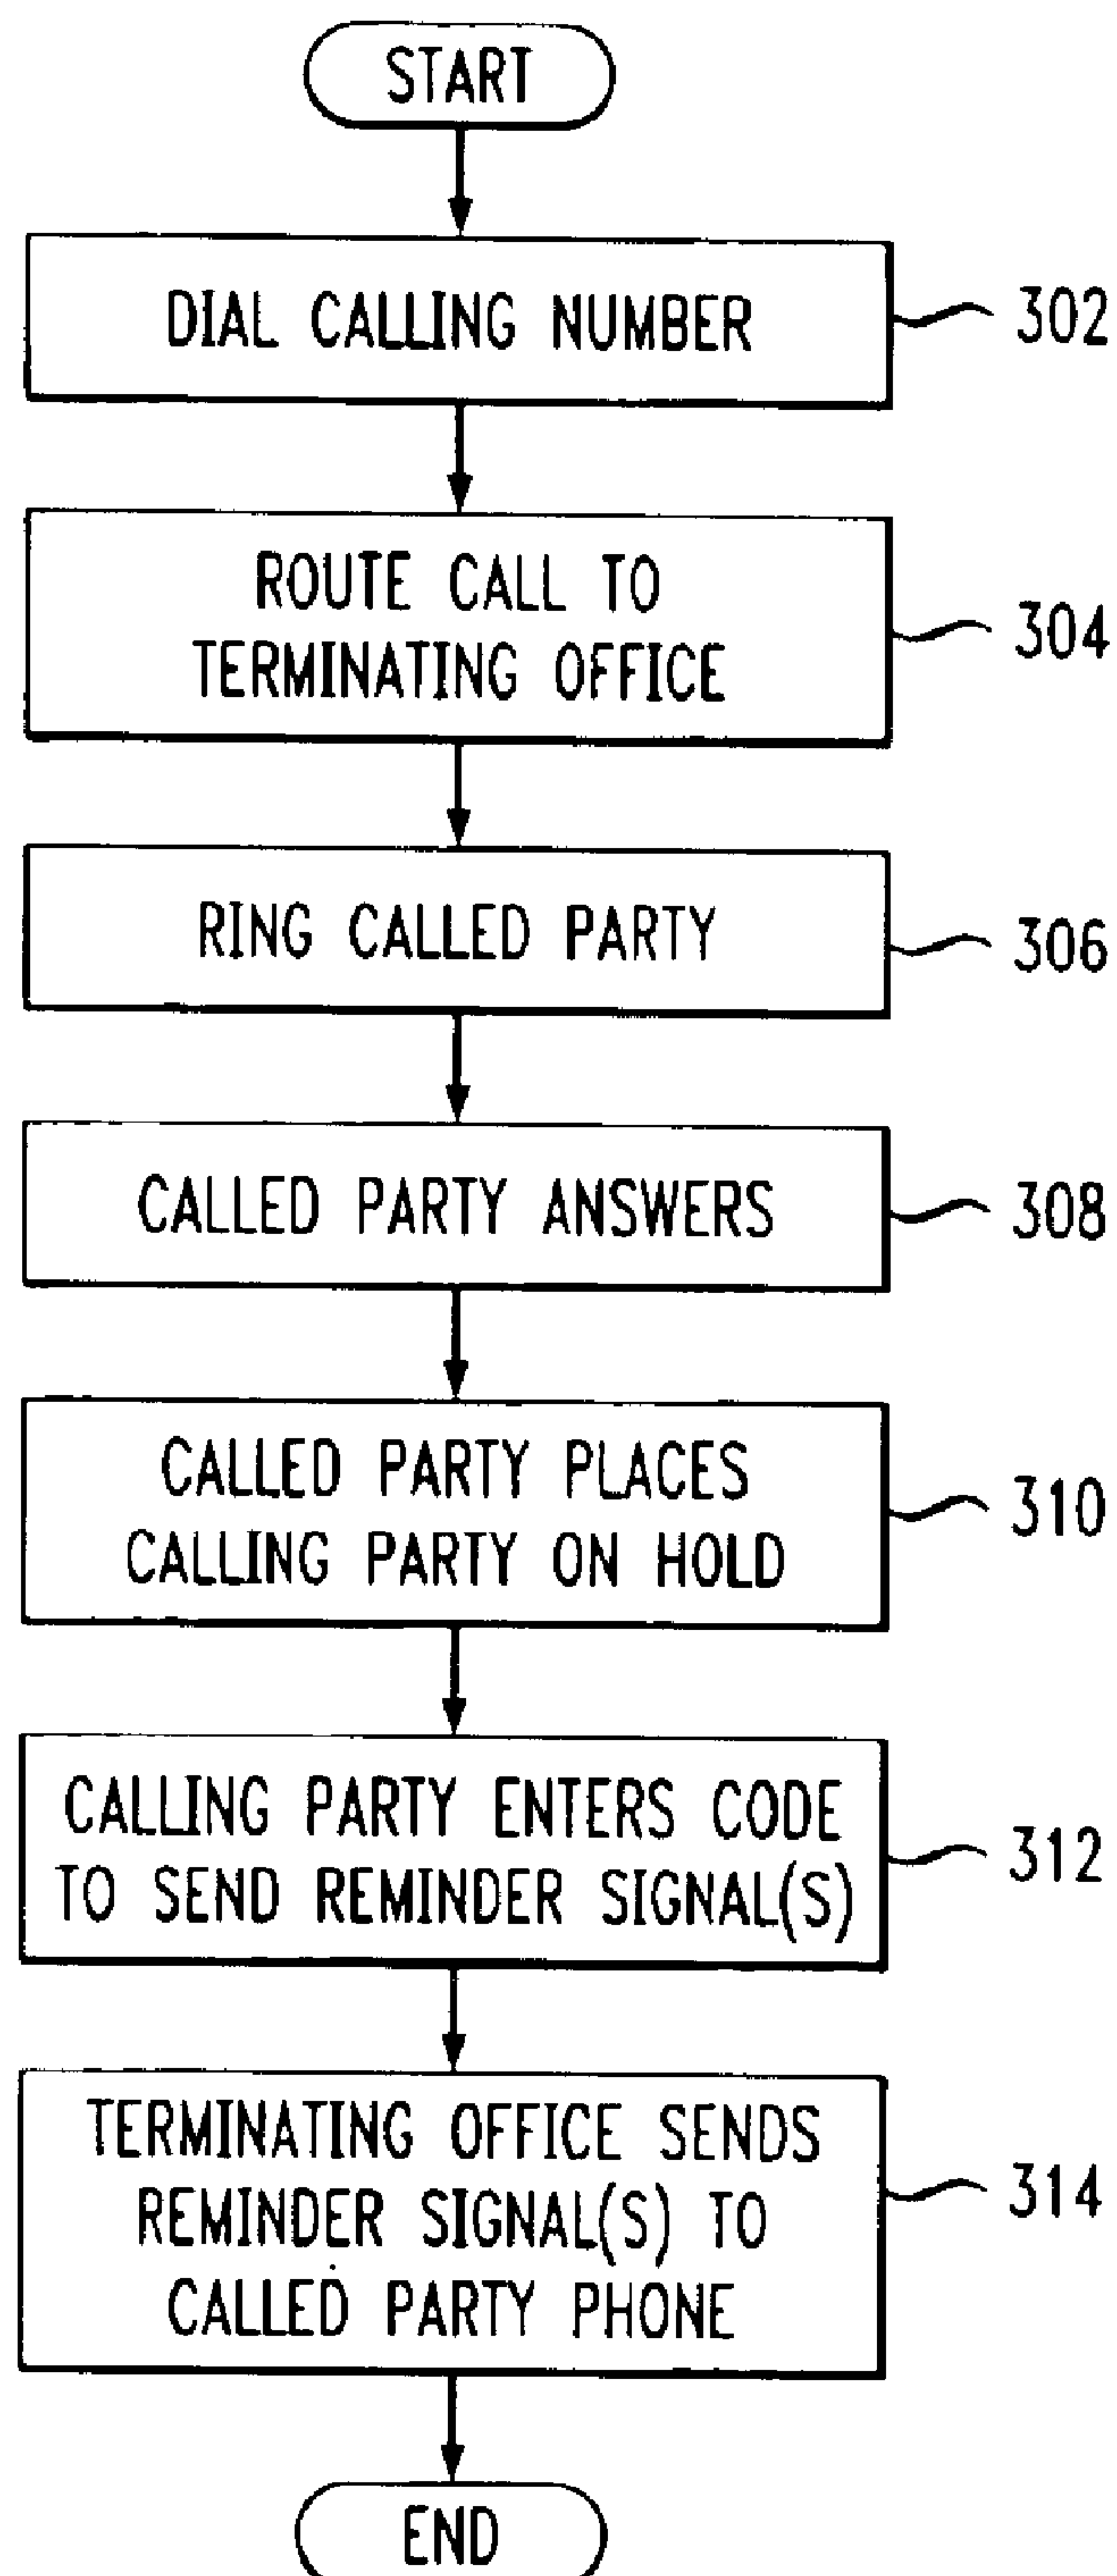 START
DIAL CALLING NUMBER
302
ROUTE CALL TO
TERMINATING OFFICE
304
RING CALLED PARTY
306
CALLED PARTY ANSWERS
308
CALLED PARTY PLACES
CALLING PARTY ON HOLD
310
CALLING PARTY ENTERS CODE
TO SEND REMINDER SIGNAL(S)
312
TERMINATING OFFICE SENDS
REMINDER SIGNAL(S) TO
CALLED PARTY PHONE
314
END